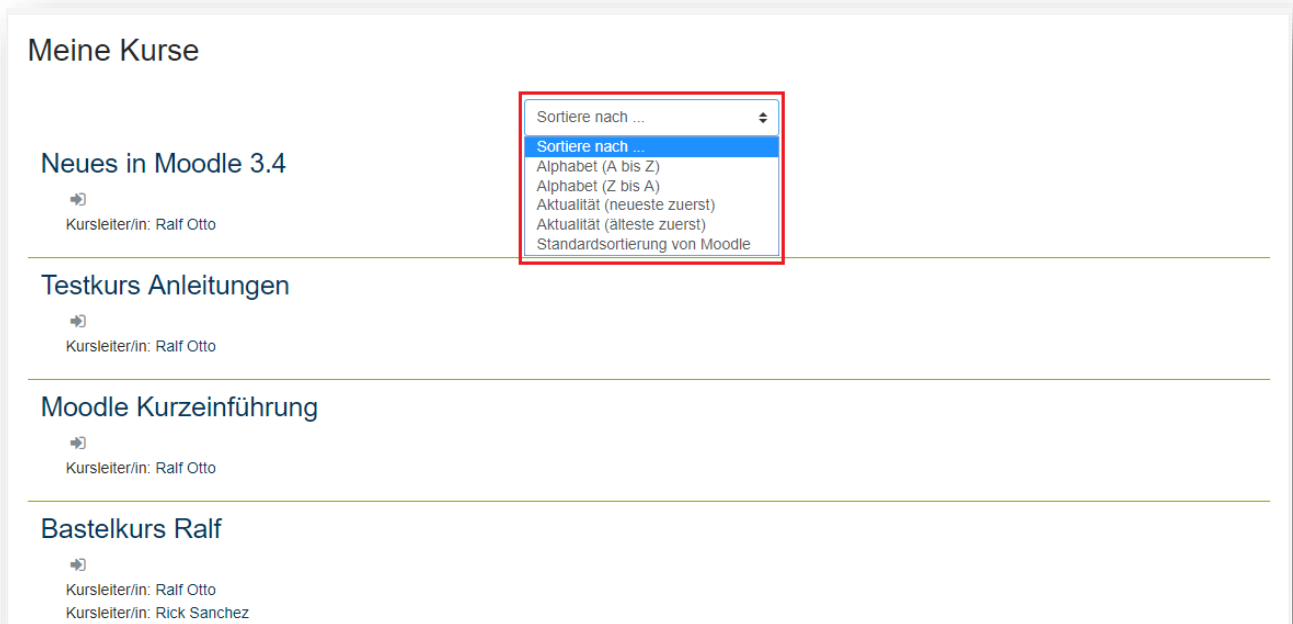 Meine Kurse
Sortiere nach ...
Sortiere nach ...
Alphabet (A bis Z)
Alphabet (Z bis A)
Aktualität (neueste zuerst)
Aktualität (älteste zuerst)
Standardsortierung von Moodle
Neues in Moodle 3.4
Kursleiter/in: Ralf Otto
Testkurs Anleitungen
Kursleiter/in: Ralf Otto
Moodle Kurzeinführung
Kursleiter/in: Ralf Otto
Bastelkurs Ralf
Kursleiter/in: Ralf Otto
Kursleiter/in: Rick Sanchez